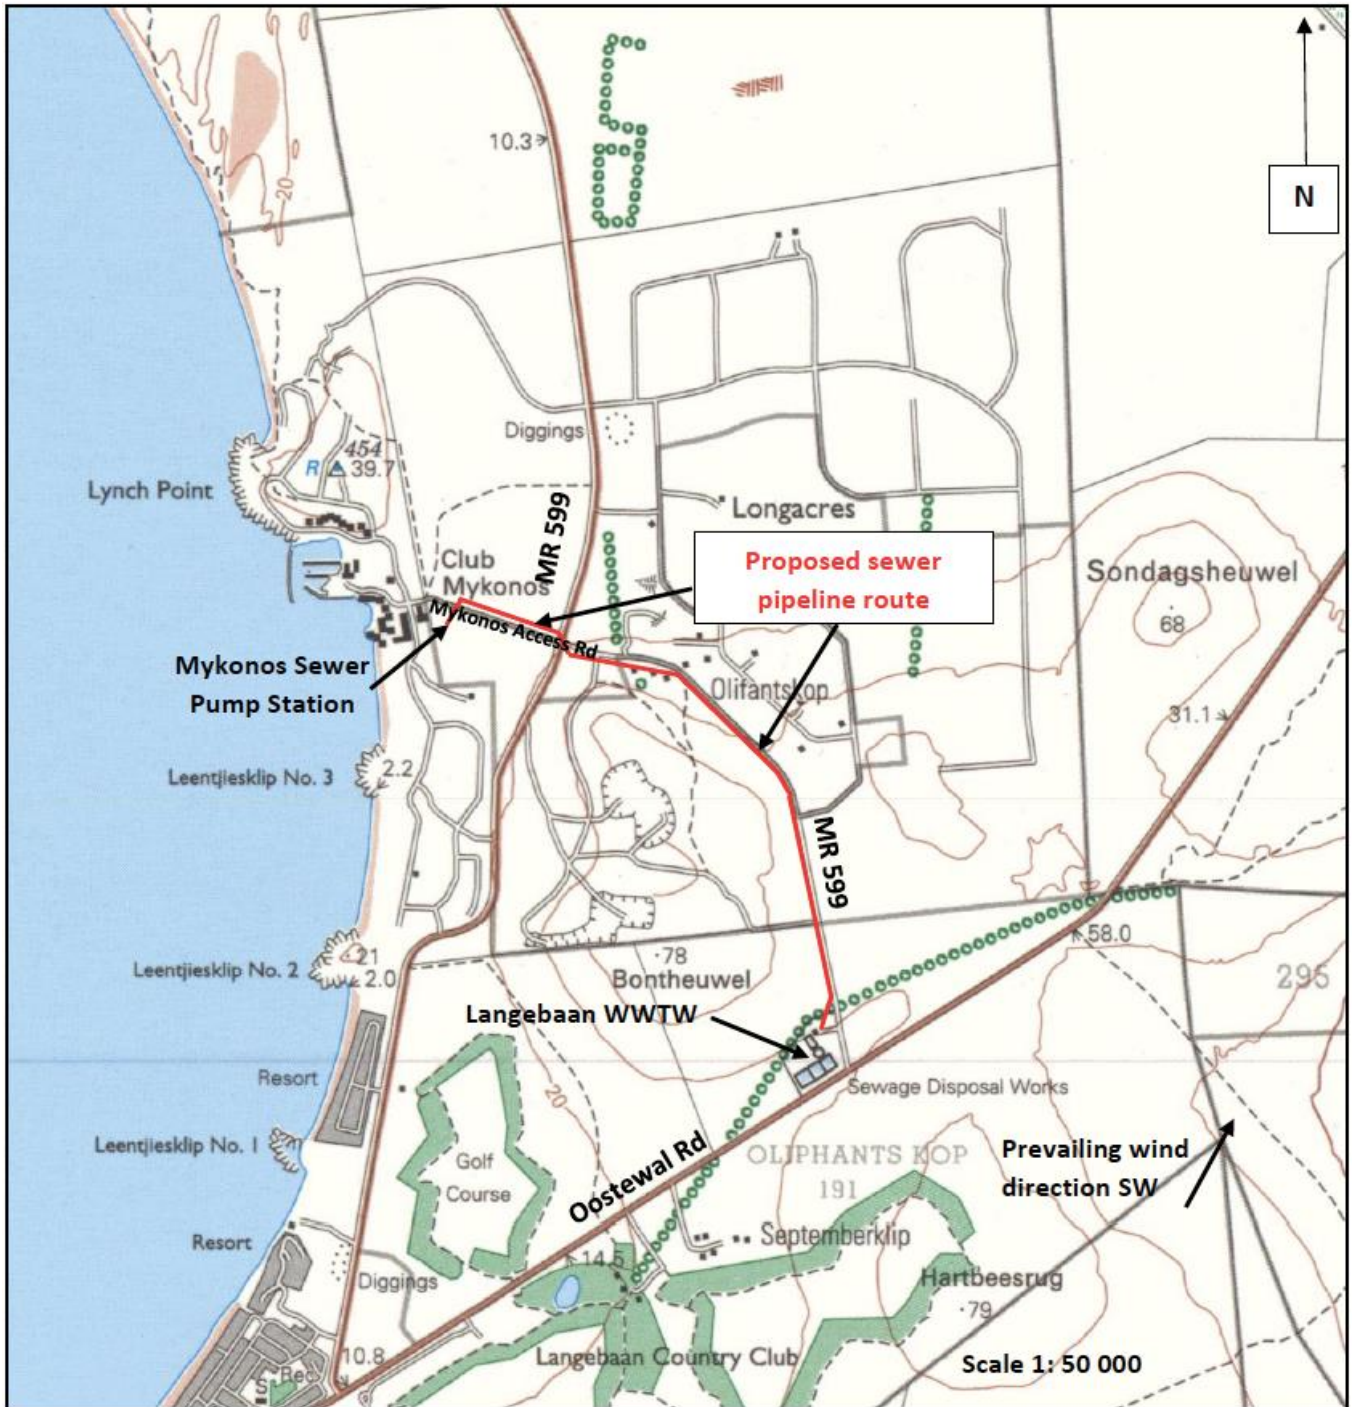 N
10.3
20
Diggings
454
R 39.7
Lynch Point
MR 599
Longacres
Club
Mykonos
Proposed sewer
pipeline route
Sondagsheuwel
68
Mykonos Access Rd
Mykonos Sewer
Pump Station
Olifantskop
31.1
Leentjiesklip No. 3
2.2
MR 599
58.0
Leentjiesklip No. 2
21
2.0
78
Bontheuwel
295
Langebaan WWTW
Resort
20
Sewage Disposal Works
Leentjiesklip No. 1
Golf
Course
Oostewal Rd
OLIPHANTS KOP
191
Prevailing wind
direction SW
Resort
Septemberklip
14.5
Diggings
Hartbeesrug
79
10.8
Langebaan Country Club
Scale 1: 50 000
Rec
S